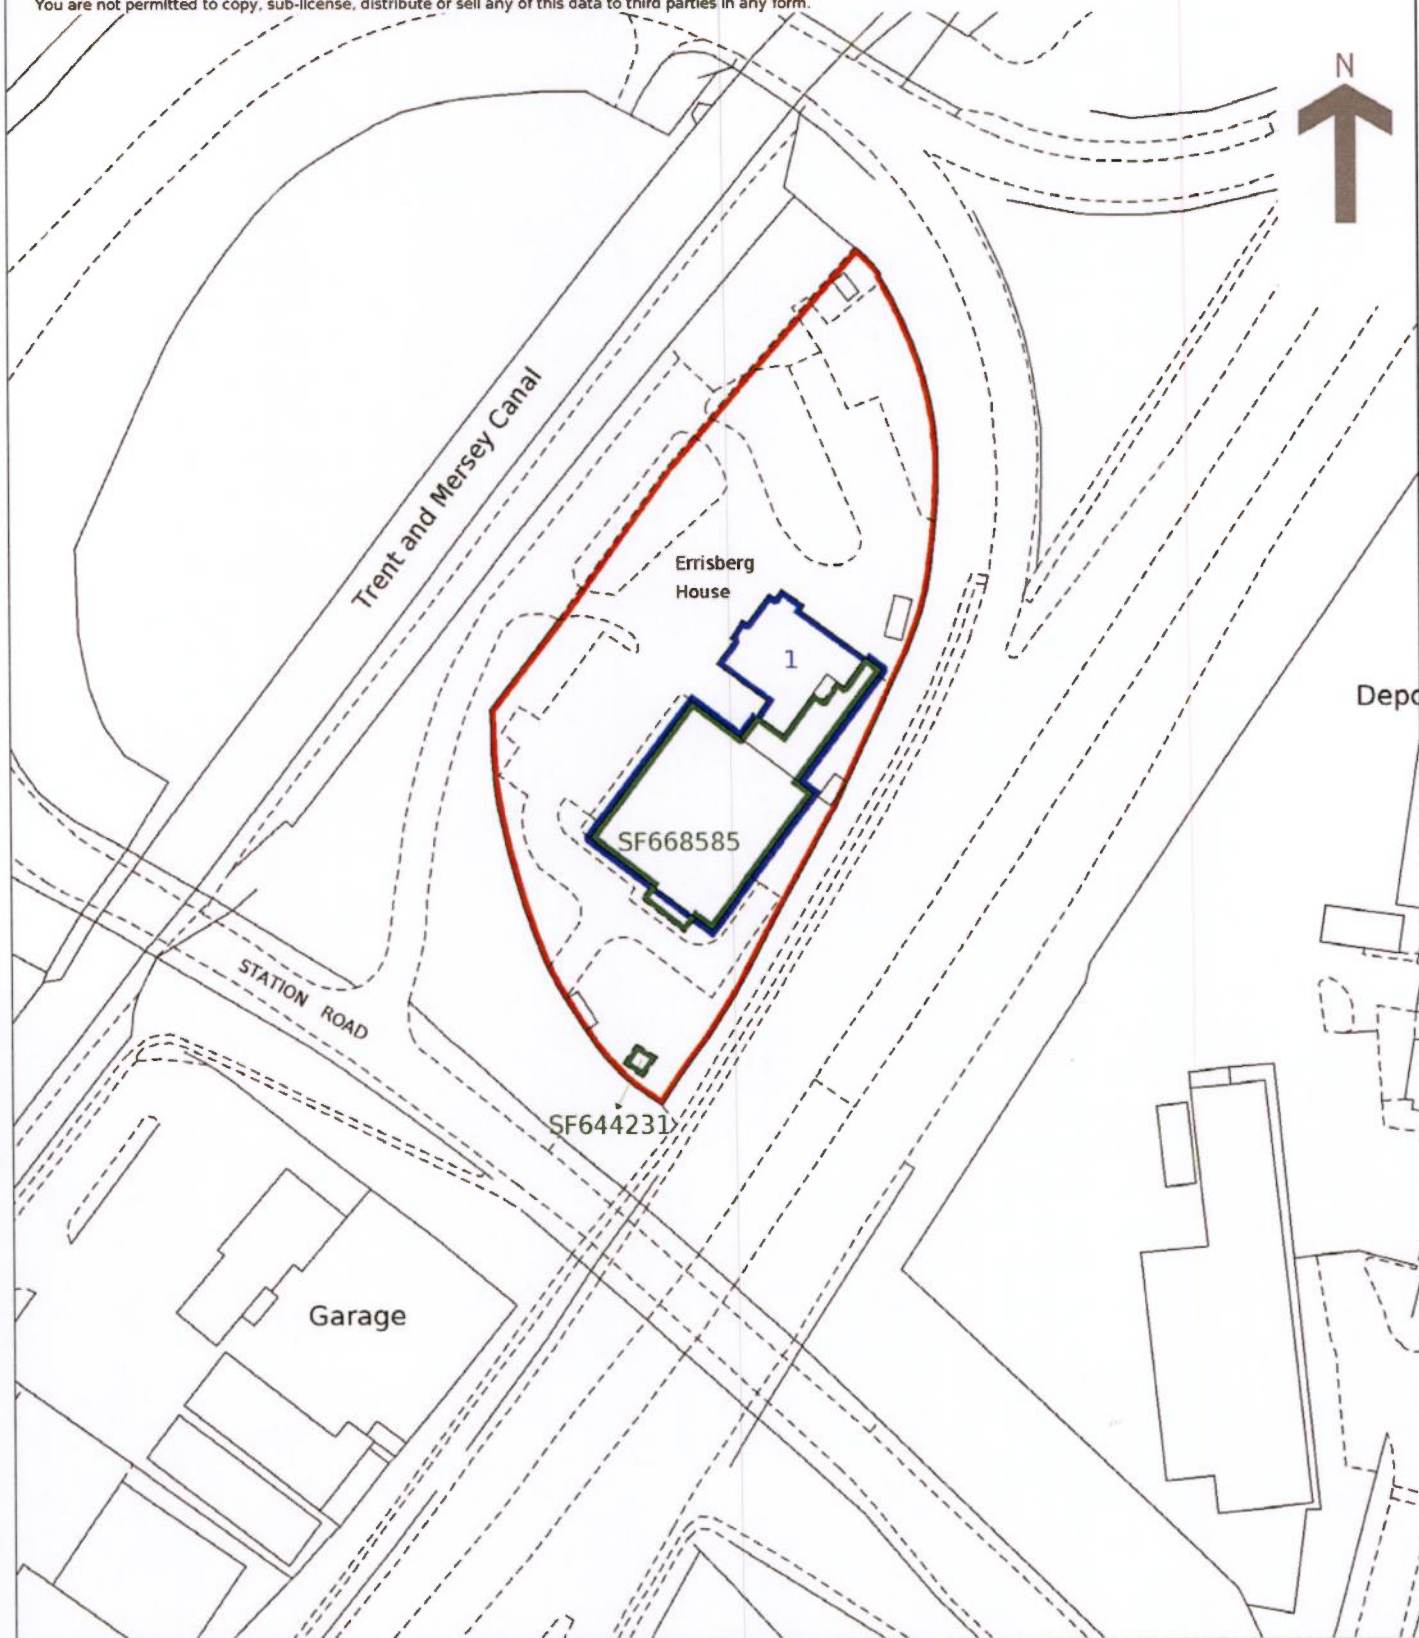 You are not permitted to copy, sub-license, distribute or sell any of this data to third parties in any form.
N
Trent and Mersey Canal
Errisberg
House
1
SF668585
STATION ROAD
SF644231
Garage
Depo